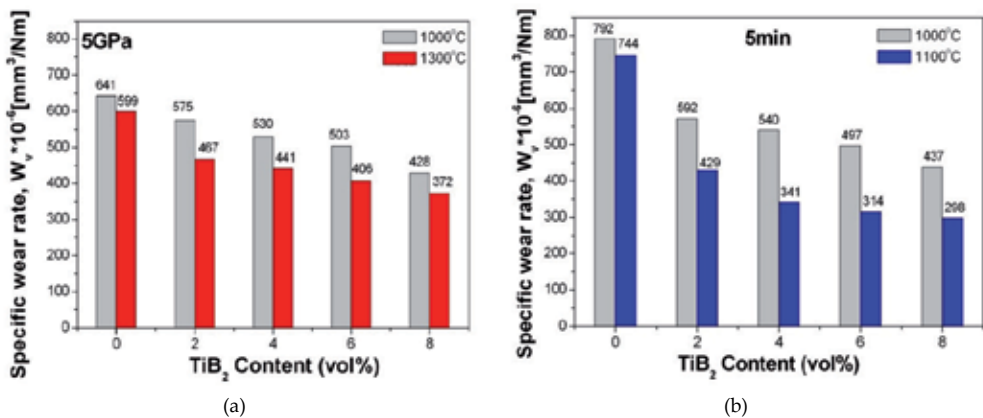 5GPa
1000°C
1300°C
Specific wear rate, Wv*10-6[mm3/Nm]
800
700
600
500
400
300
200
100
0
641
599
575
467
530
441
503
406
428
372
0 2 4 6 8
TiB2 Content (vol%)
(a)
5min
1000°C
1100°C
Specific wear rate, Wv*10-6[mm3/Nm]
800
700
600
500
400
300
200
100
0
792
744
592
429
540
341
497
314
437
298
0 2 4 6 8
TiB2 Content (vol%)
(b)